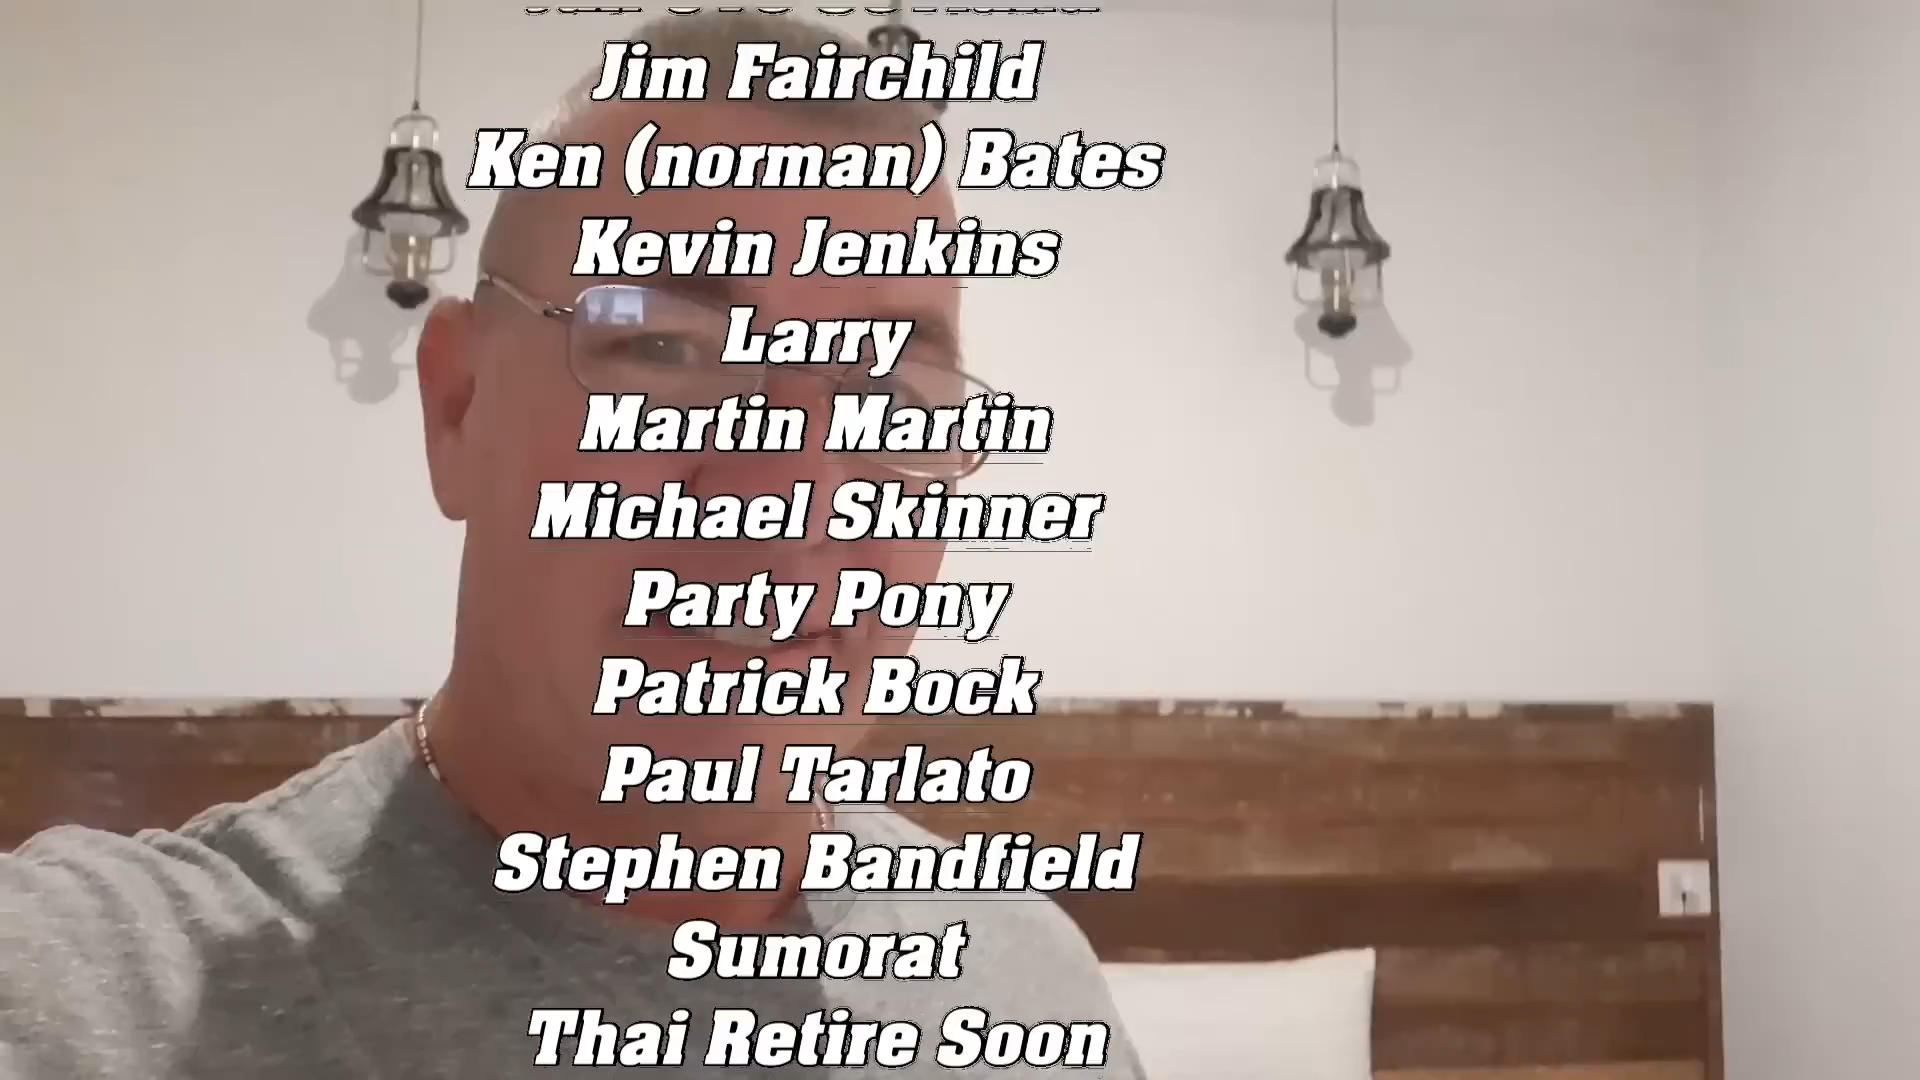 Jim Fairchild
Ken (norman) Bates
Kevin Jenkins
Larry
Martin Martin
Michael Skinner
Party Pony
Patrick Bock
Paul Tarlato
Stephen Bandfield
Sumorat
Thai Retire Soon